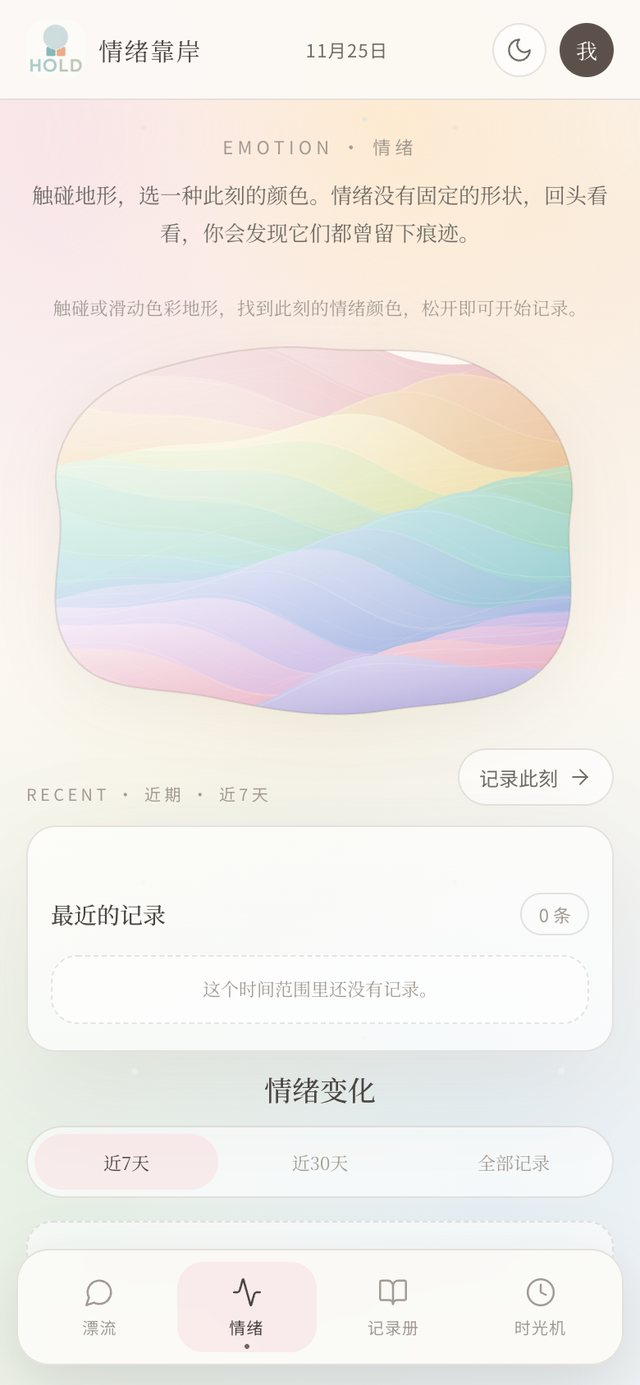 HOLD
情绪靠岸
11月25日
我
EMOTION • 情绪
触碰地形，选一种此刻的颜色。情绪没有固定的形状，回头看
看，你会发现它们都曾留下痕迹。
触碰或滑动色彩地形，找到此刻的情绪颜色，松开即可开始记录。
记录此刻 →
RECENT • 近期 • 近7天
最近的记录
0 条
这个时间范围里还没有记录。
情绪变化
近7天
近30天
全部记录
漂流
情绪
记录册
时光机